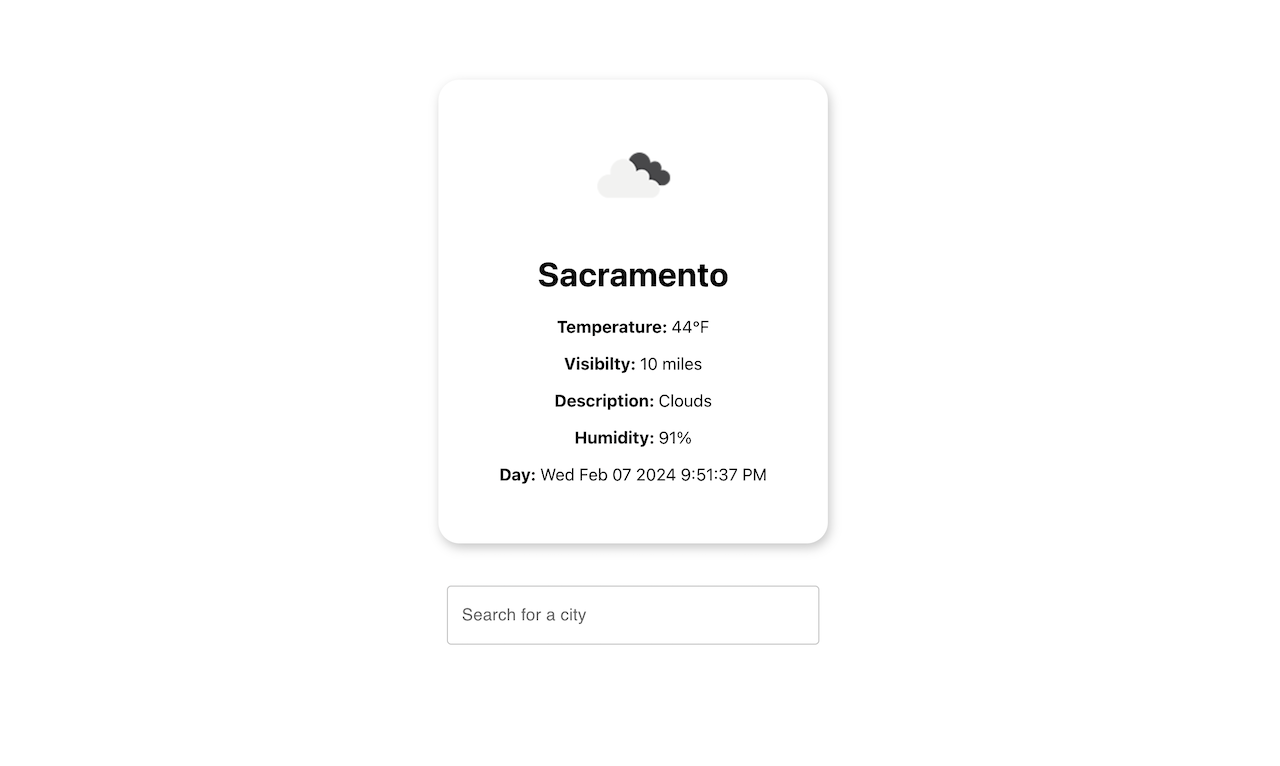 Sacramento
Temperature: 44°F
Visibilty: 10 miles
Description: Clouds
Humidity: 91%
Day: Wed Feb 07 2024 9:51:37 PM
Search for a city